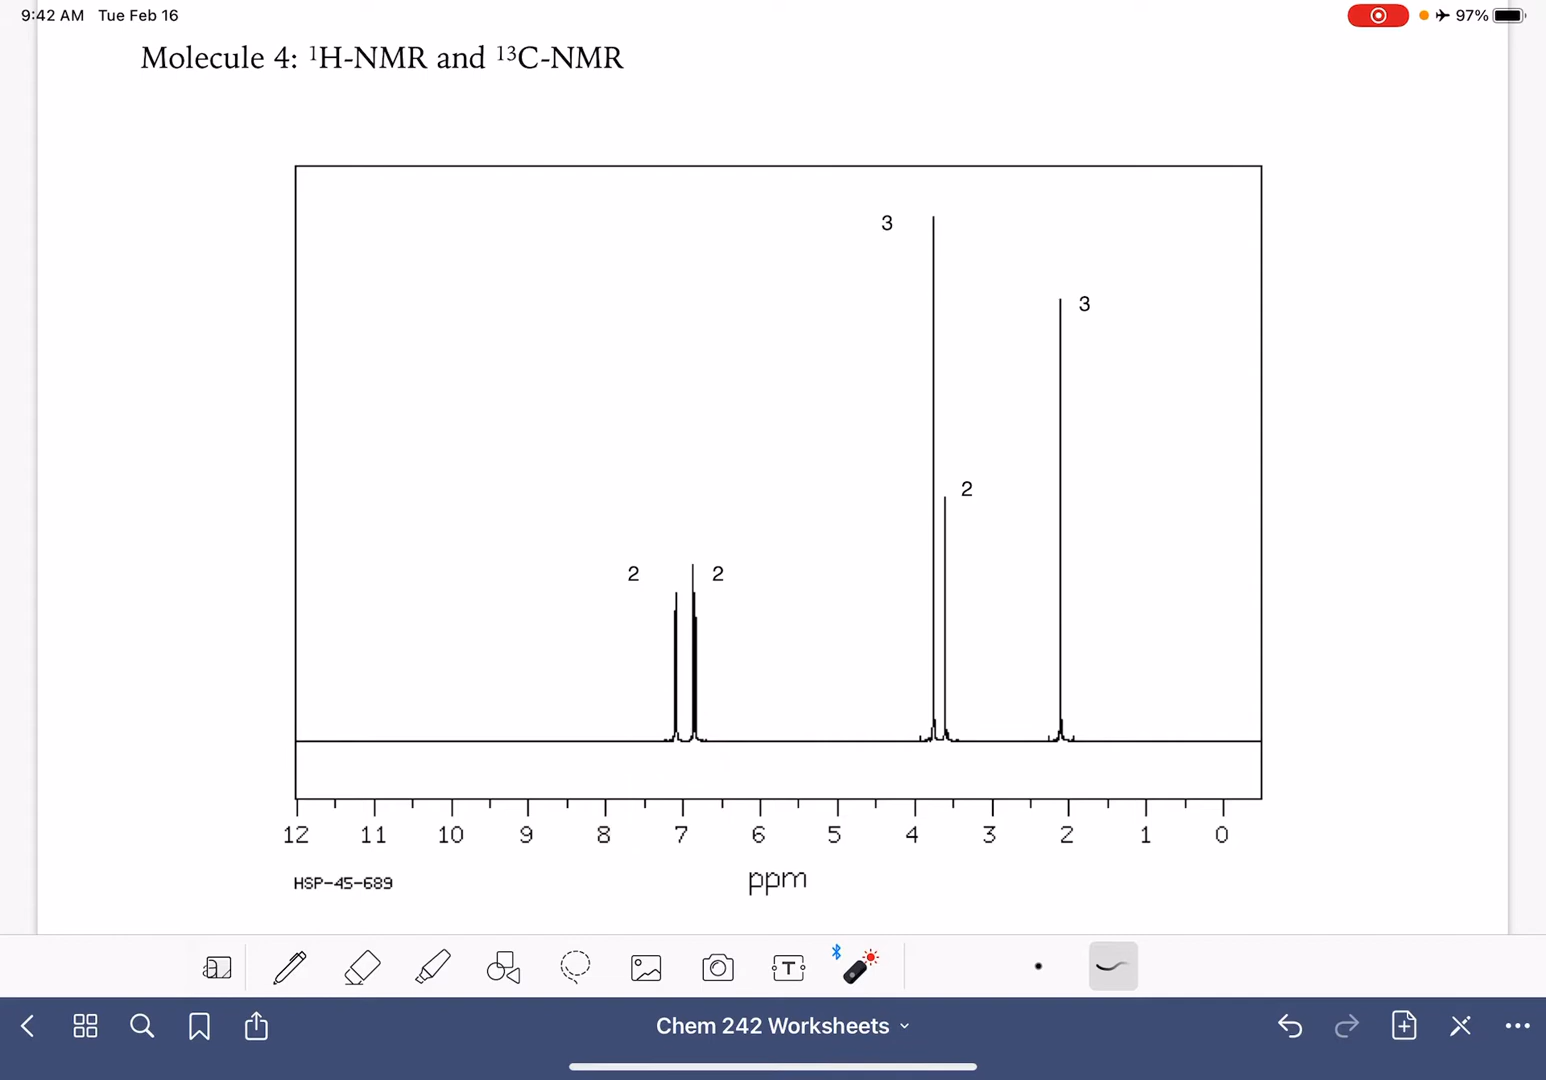 9:42 AM Tue Feb 16
97%
Molecule 4: ¹H-NMR and ¹³C-NMR
3
3
2
2 2
12 11 10 9 8 7 6 5 4 3 2 1 0
HSP-45-689
ppm
a
T
Chem 242 Worksheets